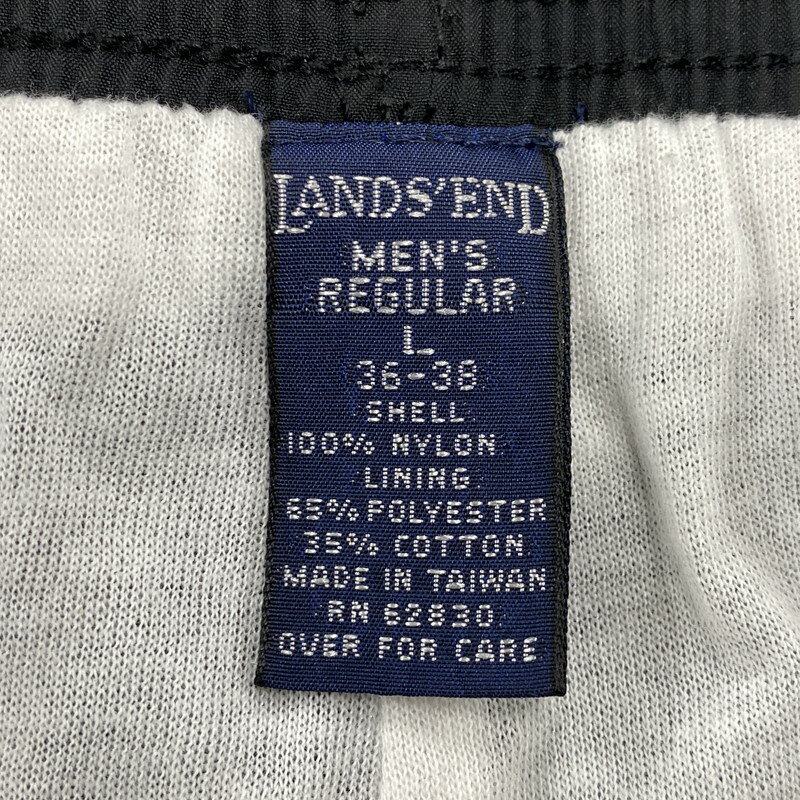 LANDS' END
MEN'S
REGULAR
L
36-38
SHELL
100% NYLON
LINING
65% POLYESTER
35% COTTON
MADE IN TAIWAN
RN 62830
OVER FOR CARE